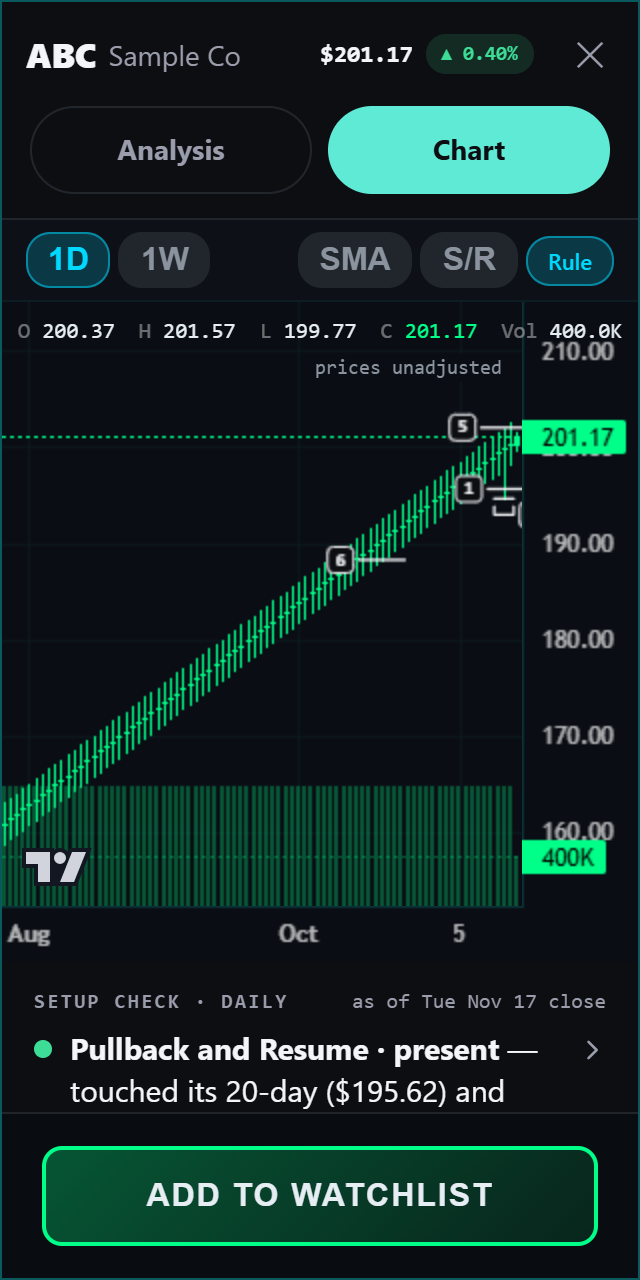 ABC Sample Co $201.17 ▲ 0.40%
Analysis Chart
1D 1W SMA S/R Rule
O 200.37 H 201.57 L 199.77 C 201.17 Vol 400.0K
210.00
prices unadjusted
5
201.17
1
190.00
6
180.00
170.00
160.00
400K
Aug Oct 5
SETUP CHECK · DAILY as of Tue Nov 17 close
Pullback and Resume · present —
touched its 20-day ($195.62) and
ADD TO WATCHLIST